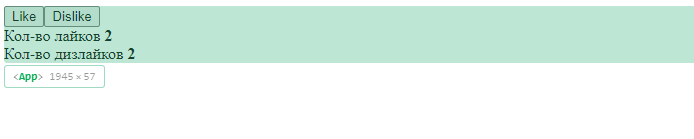 Like Dislike
Кол-во лайков 2
Кол-во дизлайков 2
<App> 1945 × 57